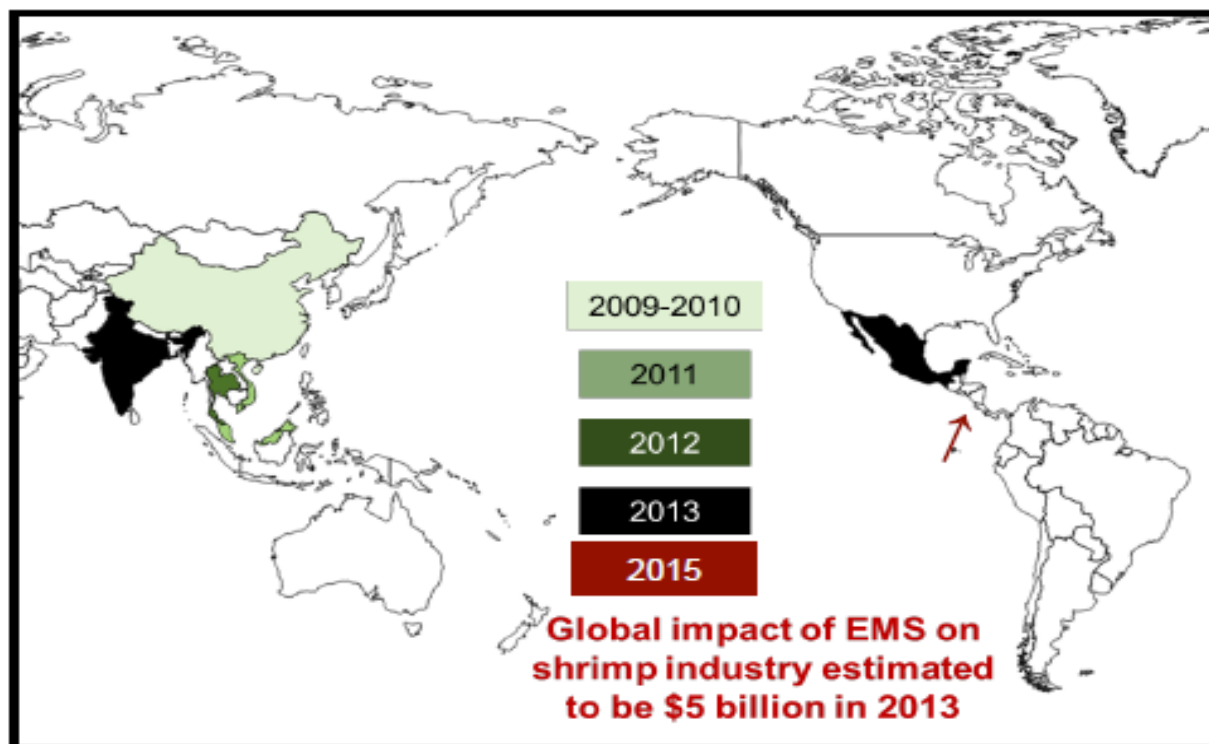 2009-2010
2011
2012
2013
2015
Global impact of EMS on
shrimp industry estimated
to be $5 billion in 2013